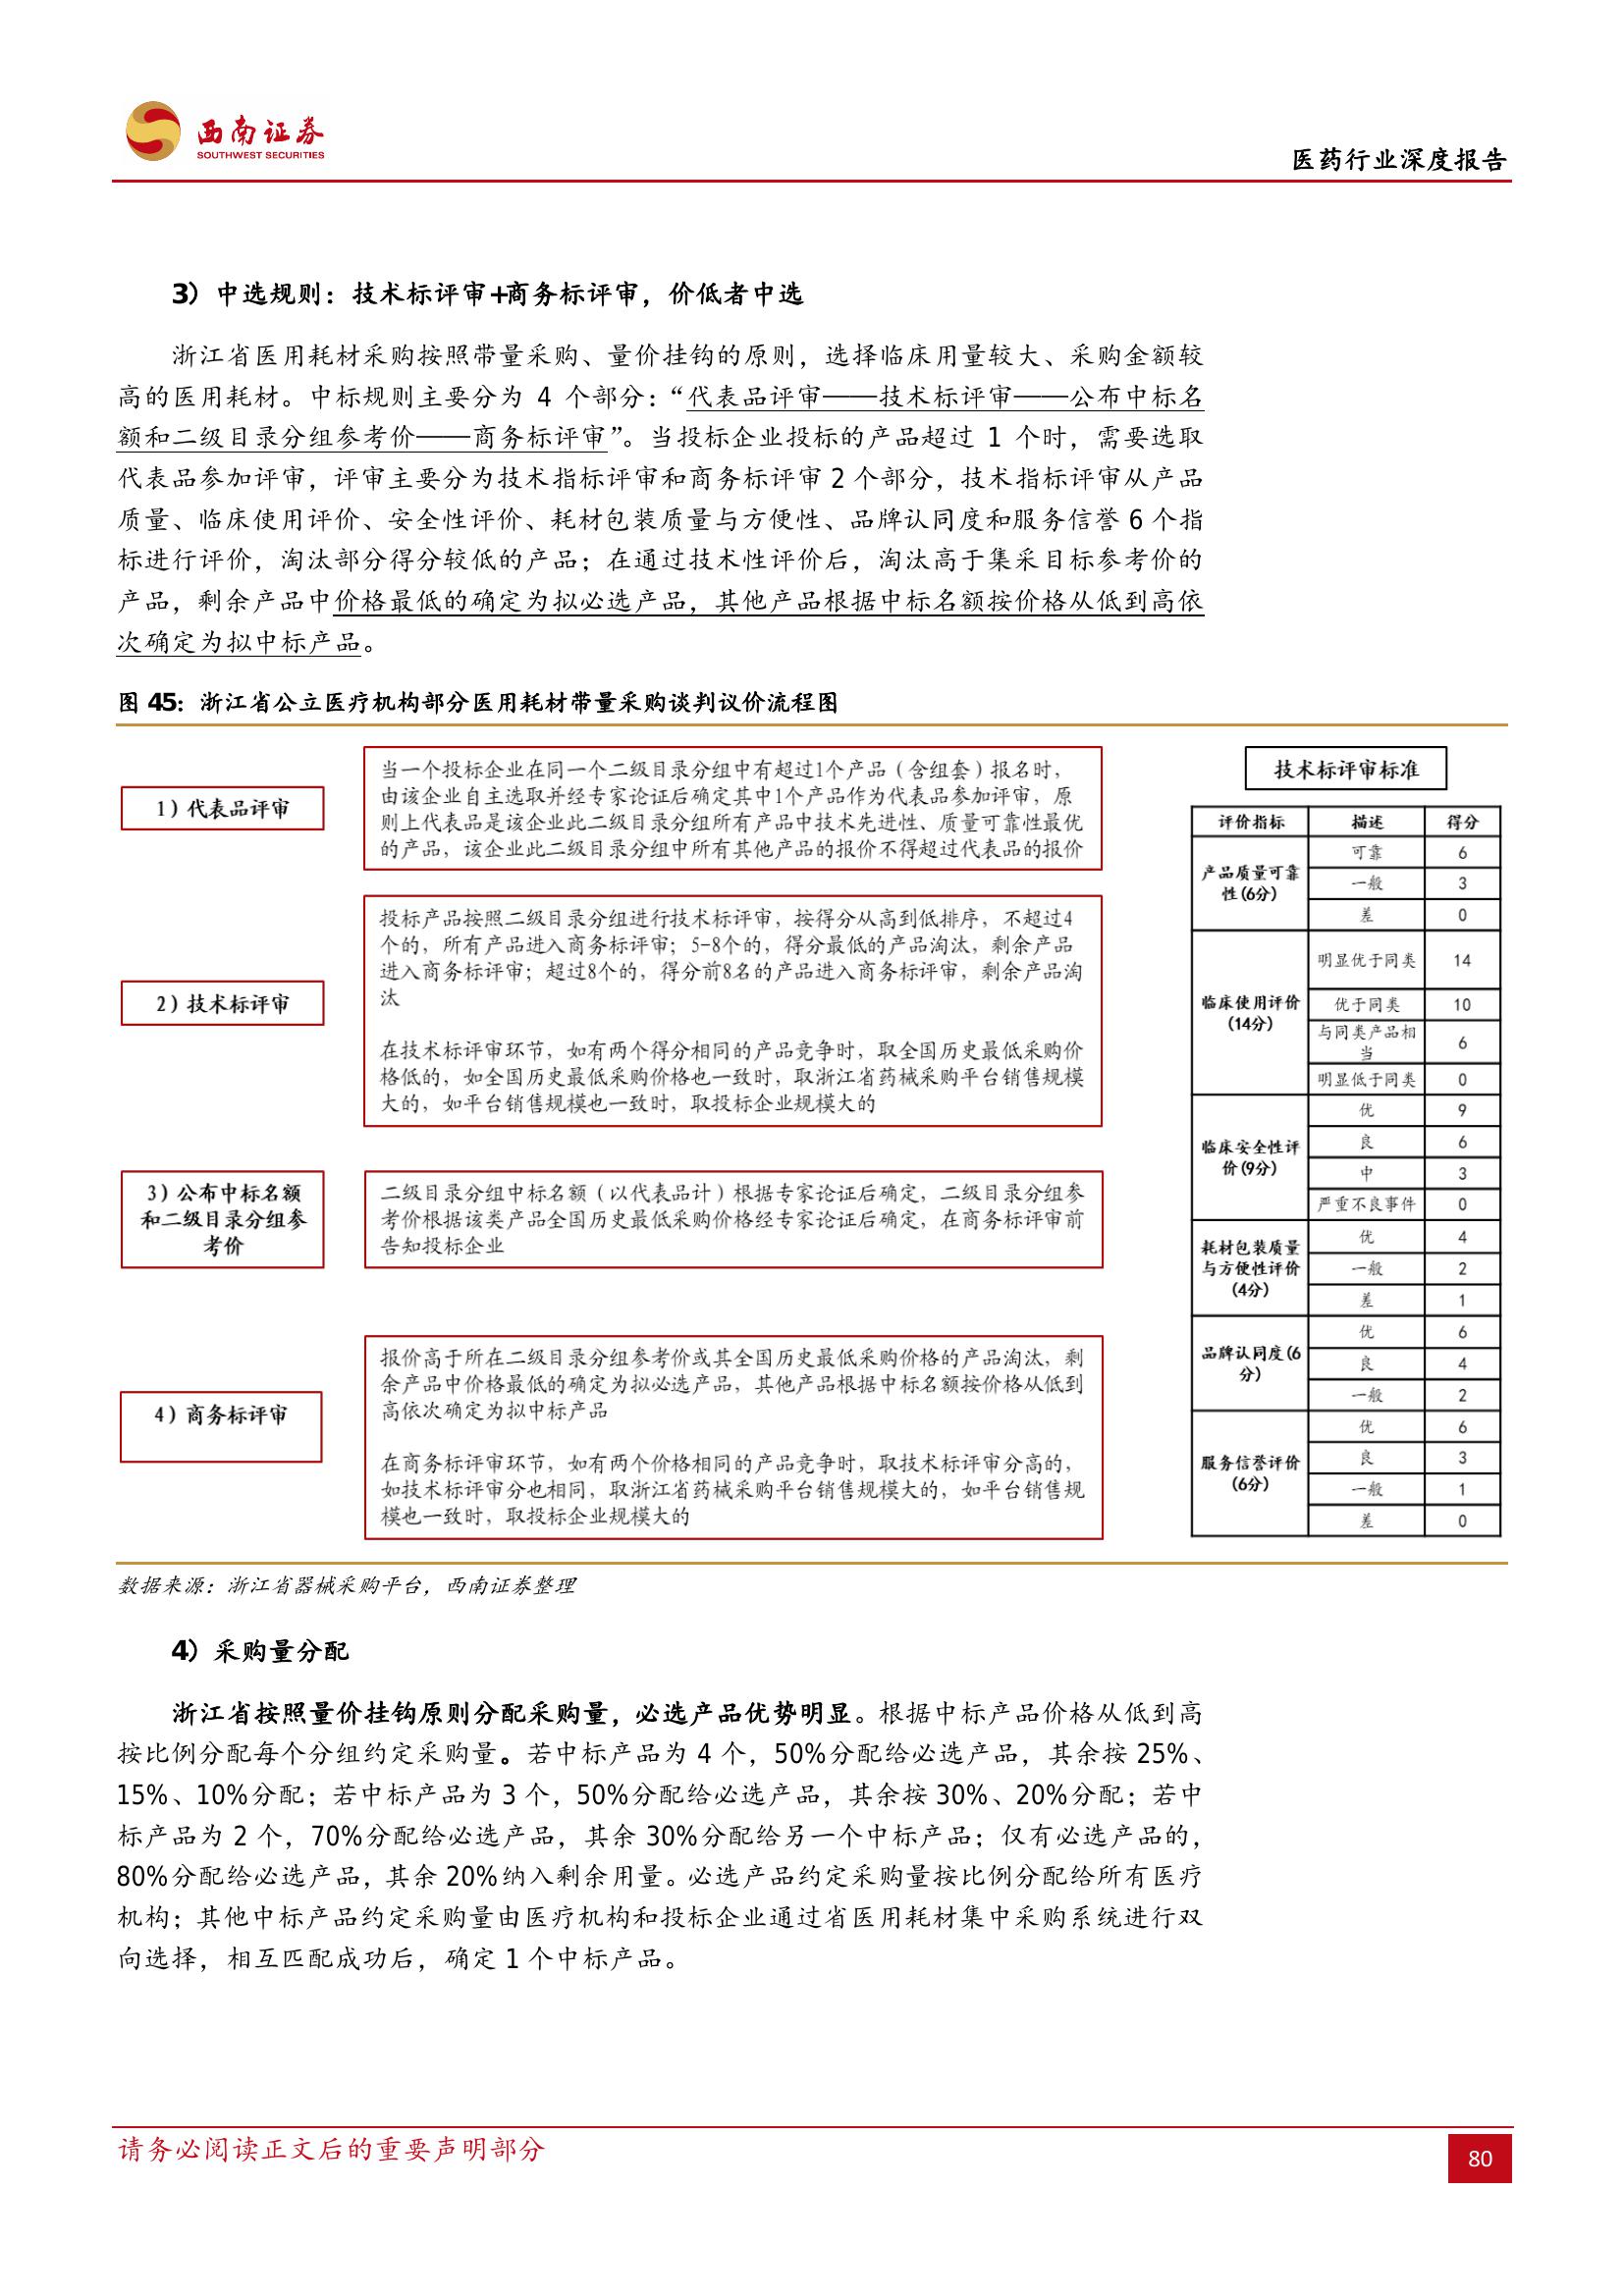 西南证券
SOUTHWEST SECURITIES
医药行业深度报告
3）中选规则：技术标评审+商务标评审，价低者中选
浙江省医用耗材采购按照带量采购、量价挂钩的原则，选择临床用量较大、采购金额较
高的医用耗材。中标规则主要分为 4 个部分：“代表品评审——技术标评审——公布中标名
额和二级目录分组参考价——商务标评审”。当投标企业投标的产品超过 1 个时，需要选取
代表品参加评审，评审主要分为技术指标评审和商务标评审 2 个部分，技术指标评审从产品
质量、临床使用评价、安全性评价、耗材包装质量与方便性、品牌认同度和服务信誉 6 个指
标进行评价，淘汰部分得分较低的产品；在通过技术性评价后，淘汰高于集采目标参考价的
产品，剩余产品中价格最低的确定为拟必选产品，其他产品根据中标名额按价格从低到高依
次确定为拟中标产品。
图 45：浙江省公立医疗机构部分医用耗材带量采购谈判议价流程图
1）代表品评审
当一个投标企业在同一个二级目录分组中有超过1个产品（含组套）报名时，
由该企业自主选取并经专家论证后确定其中1个产品作为代表品参加评审，原
则上代表品是该企业此二级目录分组所有产品中技术先进性、质量可靠性最优
的产品，该企业此二级目录分组中所有其他产品的报价不得超过代表品的报价
2）技术标评审
投标产品按照二级目录分组进行技术标评审，按得分从高到低排序，不超过4
个的，所有产品进入商务标评审；5-8个的，得分最低的产品淘汰，剩余产品
进入商务标评审；超过8个的，得分前8名的产品进入商务标评审，剩余产品淘
汰
在技术标评审环节，如有两个得分相同的产品竞争时，取全国历史最低采购价
格低的，如全国历史最低采购价格也一致时，取浙江省药械采购平台销售规模
大的，如平台销售规模也一致时，取投标企业规模大的
3）公布中标名额
和二级目录分组参
考价
二级目录分组中标名额（以代表品计）根据专家论证后确定，二级目录分组参
考价根据该类产品全国历史最低采购价格经专家论证后确定，在商务标评审前
告知投标企业
4）商务标评审
报价高于所在二级目录分组参考价或其全国历史最低采购价格的产品淘汰，剩
余产品中价格最低的确定为拟必选产品，其他产品根据中标名额按价格从低到
高依次确定为拟中标产品
在商务标评审环节，如有两个价格相同的产品竞争时，取技术标评审分高的，
如技术标评审分也相同，取浙江省药械采购平台销售规模大的，如平台销售规
模也一致时，取投标企业规模大的
技术标评审标准
评价指标 描述 得分
产品质量可靠
性(6分)
可靠 6
一般 3
差 0
临床使用评价
(14分)
明显优于同类 14
优于同类 10
与同类产品相
当 6
明显低于同类 0
临床安全性评
价(9分)
优 9
良 6
中 3
严重不良事件 0
耗材包装质量
与方便性评价
(4分)
优 4
一般 2
差 1
品牌认同度(6
分)
优 6
良 4
一般 2
服务信誉评价
(6分)
优 6
良 3
一般 1
差 0
数据来源：浙江省器械采购平台，西南证券整理
4）采购量分配
浙江省按照量价挂钩原则分配采购量，必选产品优势明显。根据中标产品价格从低到高
按比例分配每个分组约定采购量。若中标产品为 4 个，50%分配给必选产品，其余按 25%、
15%、10%分配；若中标产品为 3 个，50%分配给必选产品，其余按 30%、20%分配；若中
标产品为 2 个，70%分配给必选产品，其余 30%分配给另一个中标产品；仅有必选产品的，
80%分配给必选产品，其余 20%纳入剩余用量。必选产品约定采购量按比例分配给所有医疗
机构；其他中标产品约定采购量由医疗机构和投标企业通过省医用耗材集中采购系统进行双
向选择，相互匹配成功后，确定 1 个中标产品。
请务必阅读正文后的重要声明部分
80